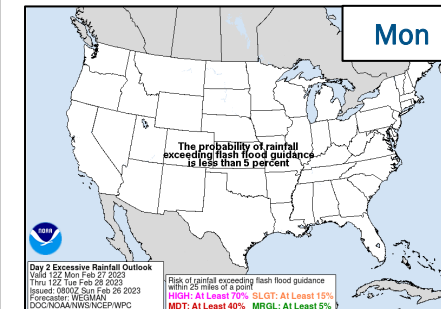 Mon
The probability of rainfall
exceeding flash flood guidance
is less than 5 percent
NOAA
Day 2 Excessive Rainfall Outlook
Valid 12Z Mon Feb 27 2023
Thru 12Z Tue Feb 28 2023
Issued: 0800Z Sun Feb 26 2023
Forecaster: WEGMAN
DOC/NOAA/NWS/NCEP/WPC
Risk of rainfall exceeding flash flood guidance
within 25 miles of a point
HIGH: At Least 70% SLGT: At Least 15%
MDT: At Least 40% MRGL: At Least 5%